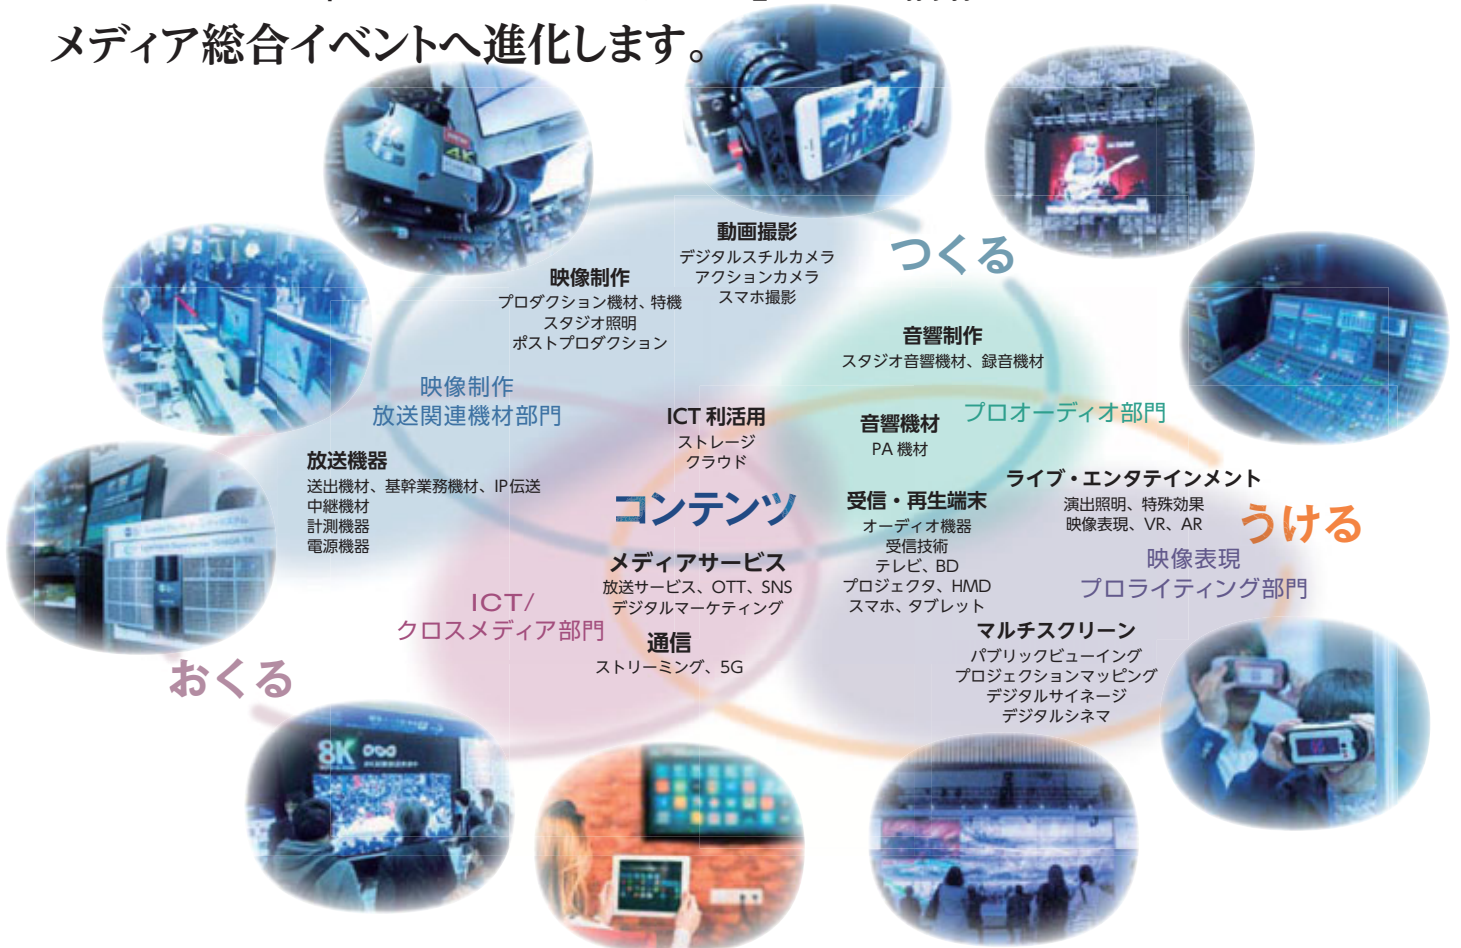 メディア総合イベントへ進化します。
つくる
動画撮影
デジタルスチルカメラ
アクションカメラ
スマホ撮影
映像制作
プロダクション機材、特機
スタジオ照明
ポストプロダクション
音響制作
スタジオ音響機材、録音機材
映像制作
放送関連機材部門
プロオーディオ部門
ICT 利活用
ストレージ
クラウド
音響機材
PA 機材
放送機器
送出機材、基幹業務機材、IP伝送
中継機材
計測機器
電源機器
コンテンツ
受信・再生端末
オーディオ機器
受信技術
テレビ、BD
プロジェクタ、HMD
スマホ、タブレット
ライブ・エンタテインメント
演出照明、特殊効果
映像表現、VR、AR
うける
映像表現
プロライティング部門
メディアサービス
放送サービス、OTT、SNS
デジタルマーケティング
ICT/
クロスメディア部門
通信
ストリーミング、5G
マルチスクリーン
パブリックビューイング
プロジェクションマッピング
デジタルサイネージ
デジタルシネマ
おくる
4K
8K